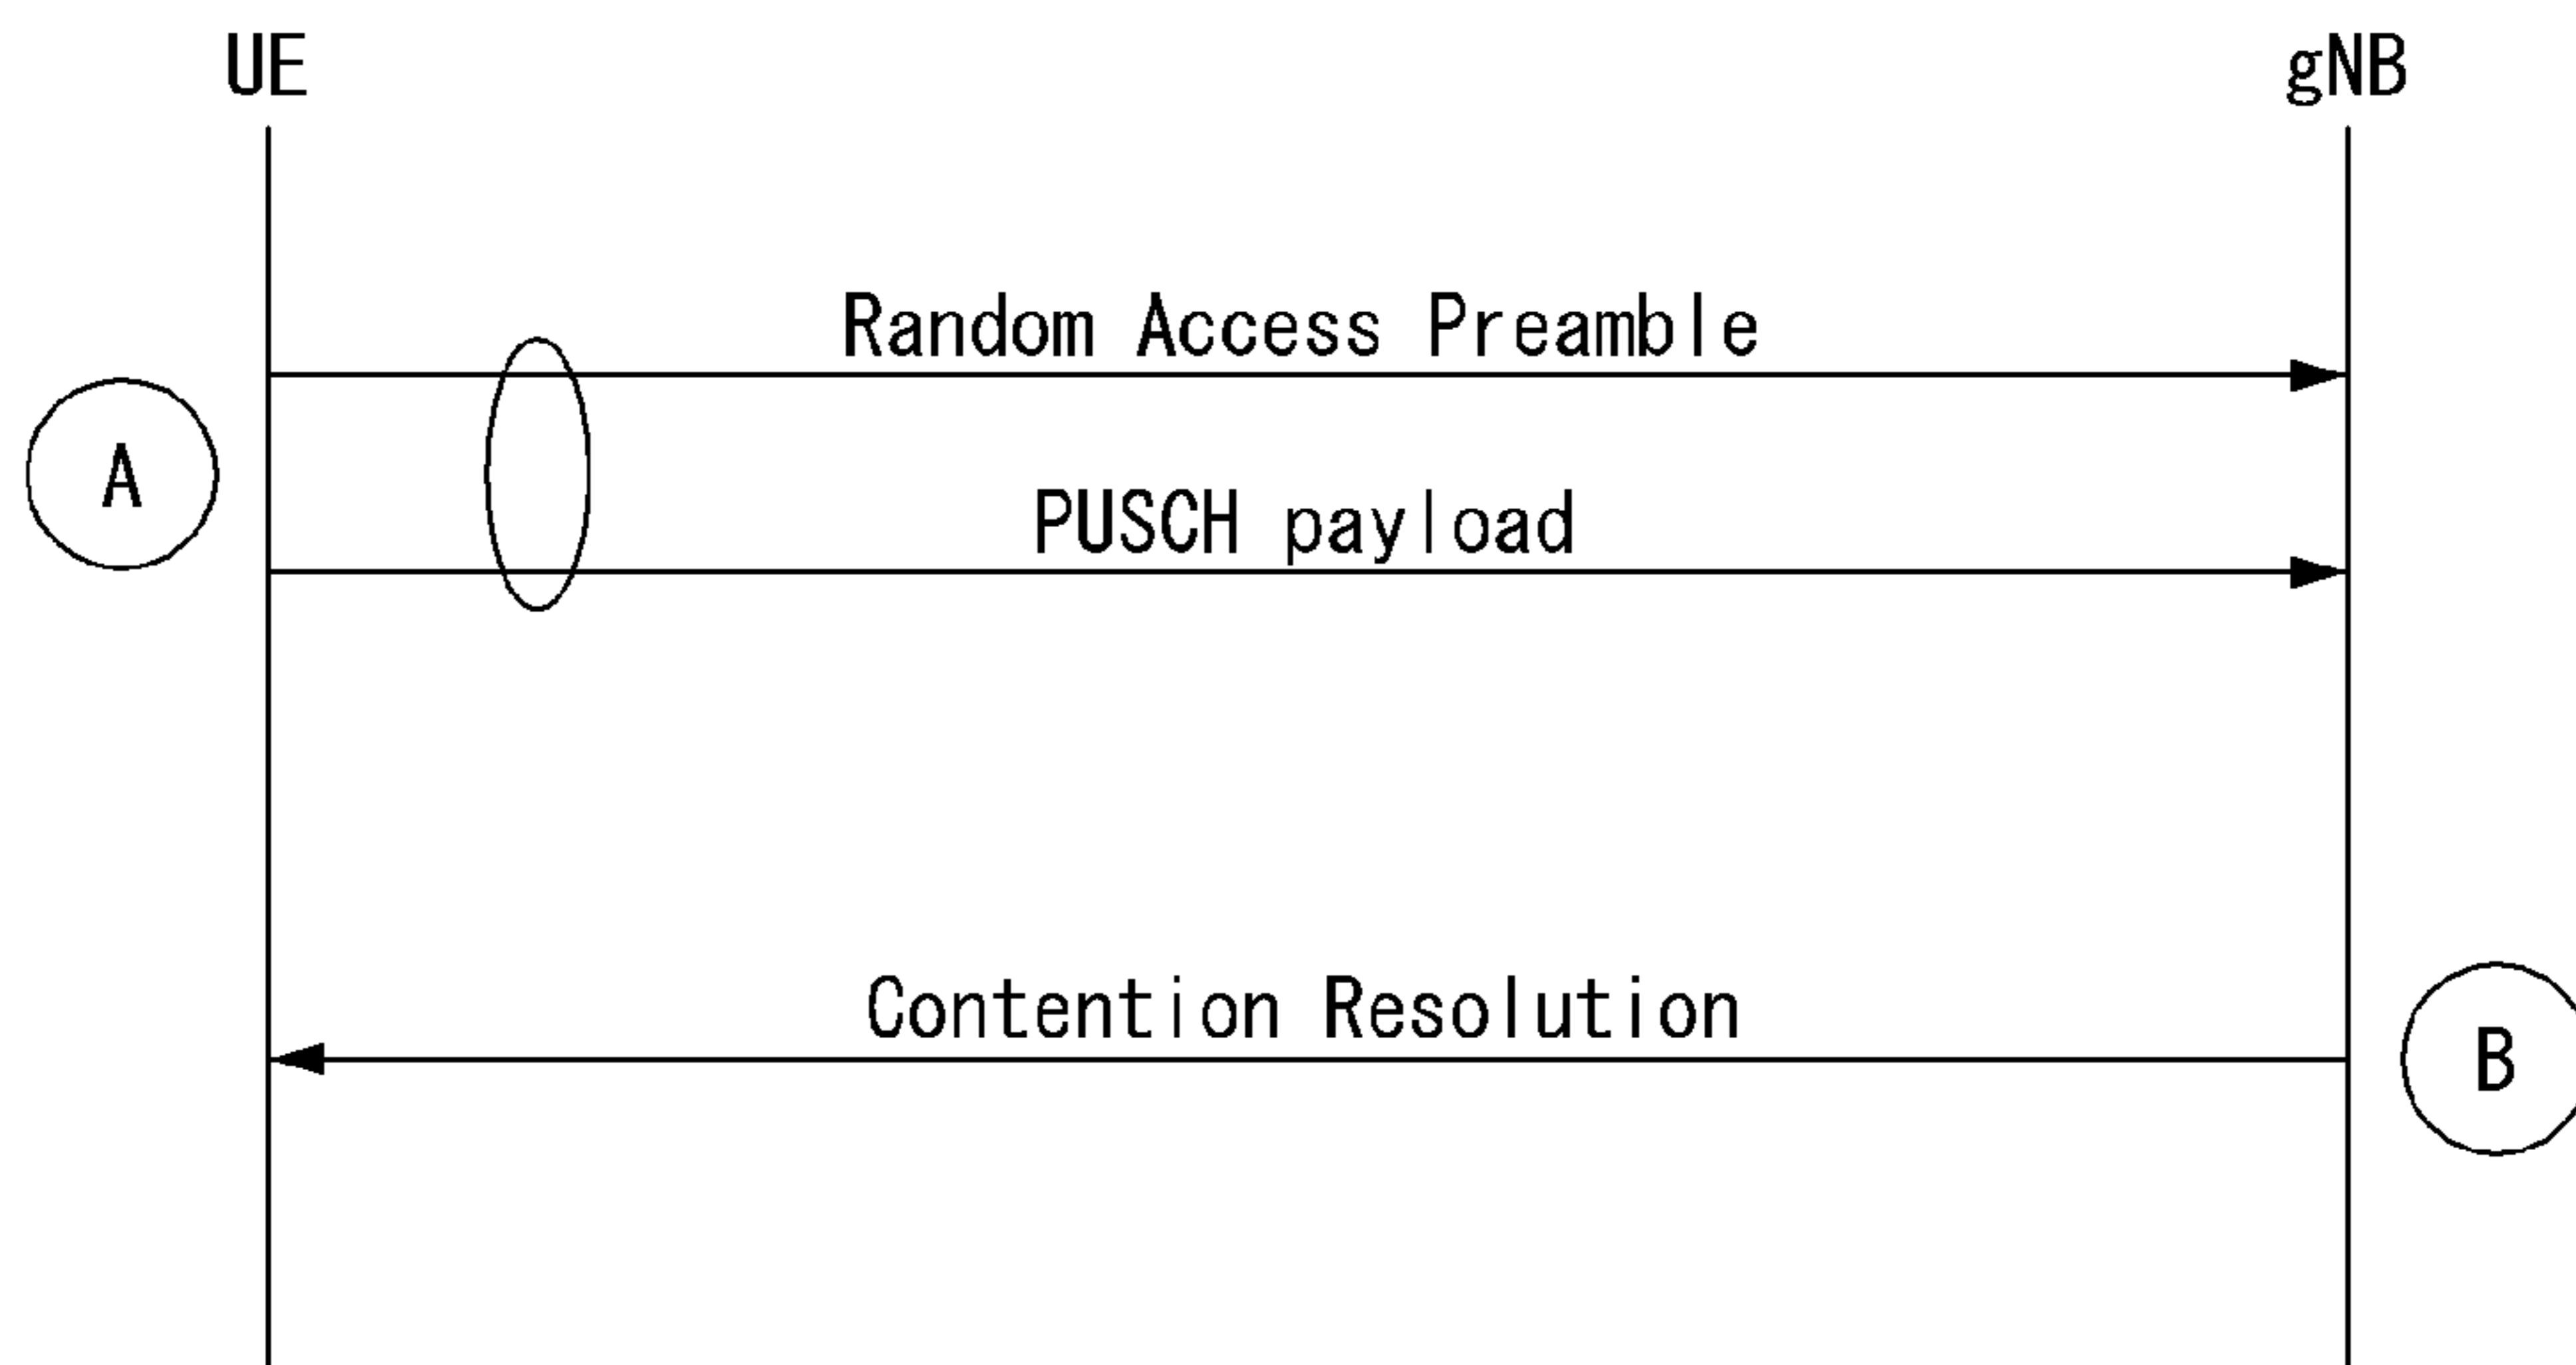 UE gNB
Random Access Preamble
A
PUSCH payload
Contention Resolution
B